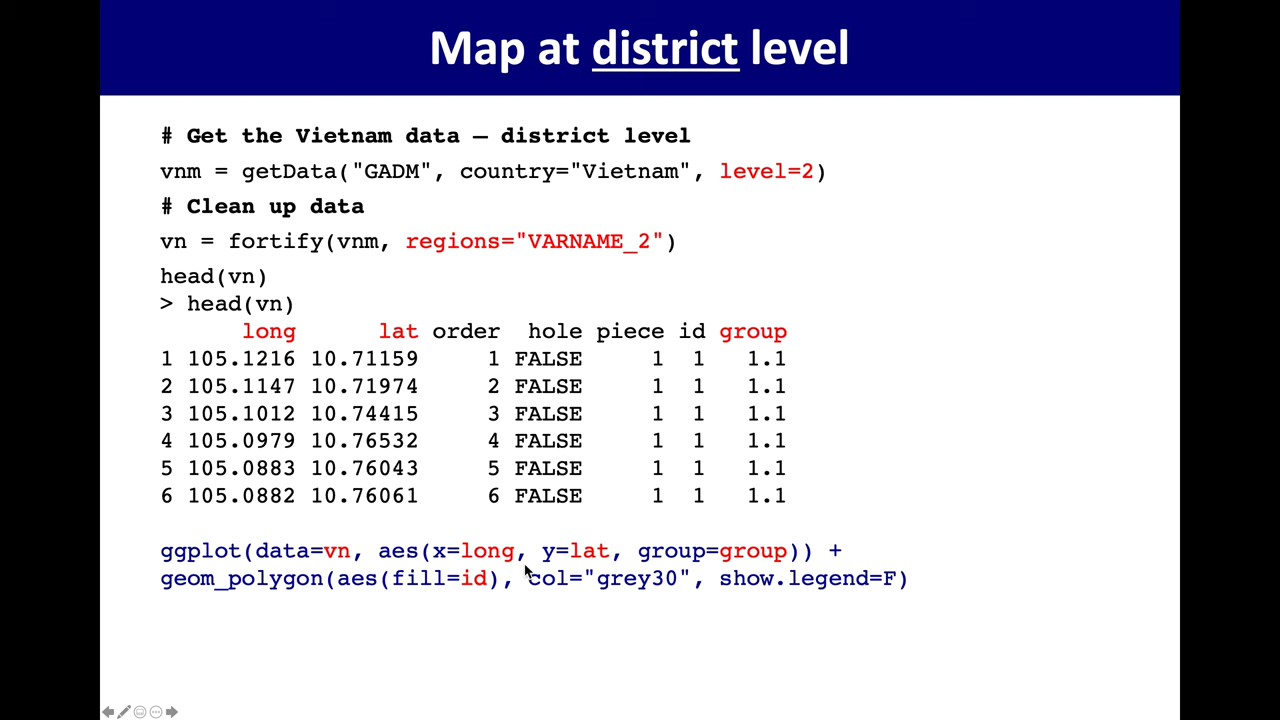 Map at district level
# Get the Vietnam data – district level
vnm = getData("GADM", country="Vietnam", level=2)
# Clean up data
vn = fortify(vnm, regions="VARNAME_2")
head(vn)
> head(vn)
long lat order hole piece id group
1 105.1216 10.71159 1 FALSE 1 1 1.1
2 105.1147 10.71974 2 FALSE 1 1 1.1
3 105.1012 10.74415 3 FALSE 1 1 1.1
4 105.0979 10.76532 4 FALSE 1 1 1.1
5 105.0883 10.76043 5 FALSE 1 1 1.1
6 105.0882 10.76061 6 FALSE 1 1 1.1
ggplot(data=vn, aes(x=long, y=lat, group=group)) +
geom_polygon(aes(fill=id), col="grey30", show.legend=F)